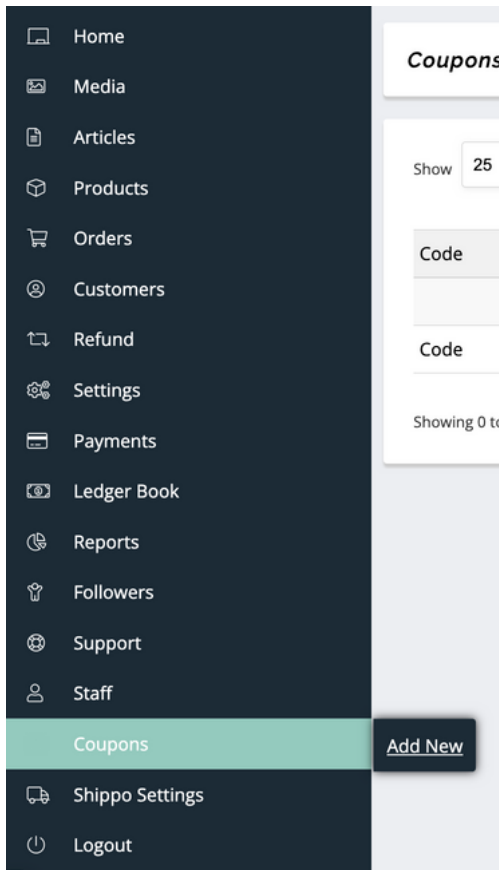 Home
Media
Articles
Products
Orders
Customers
Refund
Settings
Payments
Ledger Book
Reports
Followers
Support
Staff
Coupons
Add New
Shippo Settings
Logout
Coupons
Show 25
Code
Code
Showing 0 to